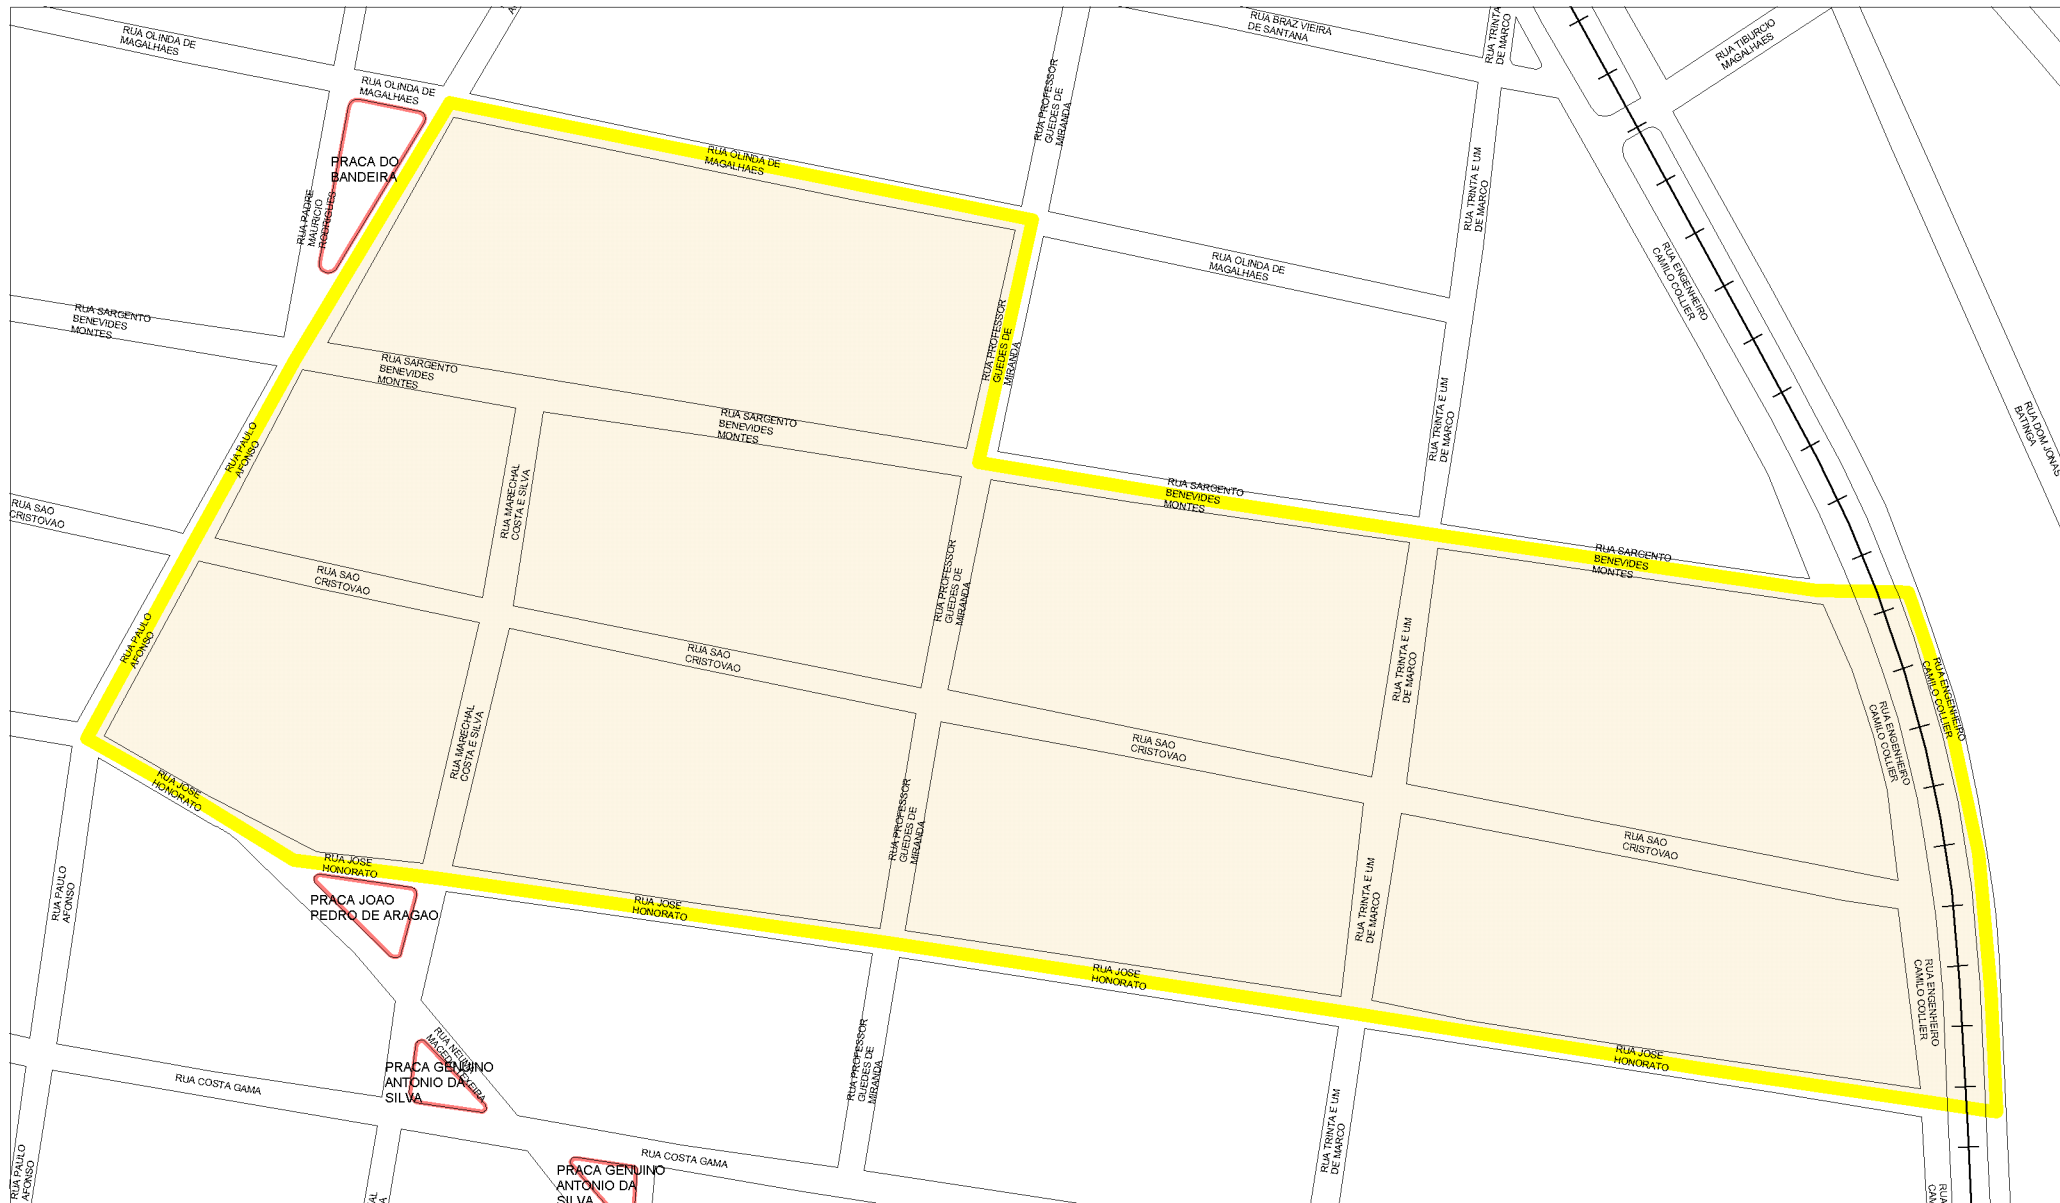 RUA OLINDA DE
MAGALHAES
RUA BRAZ VIEIRA
DE SANTANA
RUA TRINTA
DE MARCO
RUA TIBURCIO
MAGALHAES
RUA OLINDA DE
MAGALHAES
RUA PROFESSOR
GUEDES DE
MIRANDA
PRACA DO
BANDEIRA
RUA OLINDA DE
MAGALHAES
RUA TRINTA E UM
DE MARCO
RUA PADRE
MAURICIO
RODRIGUES
RUA OLINDA DE
MAGALHAES
RUA ENGENHEIRO
CAMILO COLLIER
RUA SARGENTO
BENEVIDES
MONTES
RUA PROFESSOR
GUEDES DE
MIRANDA
RUA SARGENTO
BENEVIDES
MONTES
RUA TRINTA E UM
DE MARCO
RUA SARGENTO
BENEVIDES
MONTES
RUA DOM JONAS
BATINGA
RUA PAULO
AFONSO
RUA MARECHAL
COSTA E SILVA
RUA SARGENTO
BENEVIDES
MONTES
RUA SAO
CRISTOVAO
RUA SARGENTO
BENEVIDES
MONTES
RUA SAO
CRISTOVAO
RUA PROFESSOR
GUEDES DE
MIRANDA
RUA PAULO
AFONSO
RUA SAO
CRISTOVAO
RUA TRINTA E UM
DE MARCO
RUA ENGENHEIRO
CAMILO COLLIER
RUA ENGENHEIRO
CAMILO COLLIER
RUA MARECHAL
COSTA E SILVA
RUA SAO
CRISTOVAO
RUA JOSE
HONORATO
RUA PROFESSOR
GUEDES DE
MIRANDA
RUA SAO
CRISTOVAO
RUA JOSE
HONORATO
RUA PAULO
AFONSO
PRACA JOAO
PEDRO DE ARAGAO
RUA JOSE
HONORATO
RUA TRINTA E UM
DE MARCO
RUA JOSE
HONORATO
RUA ENGENHEIRO
CAMILO COLLIER
RUA JOSE
HONORATO
PRACA GENUINO
ANTONIO DA
SILVA
RUA PROFESSOR
GUEDES DE
MIRANDA
RUA COSTA GAMA
RUA TRINTA E UM
DE MARCO
RUA COSTA GAMA
RUA PAULO
AFONSO
PRACA GENUINO
ANTONIO DA
SILVA
RUA
CAM